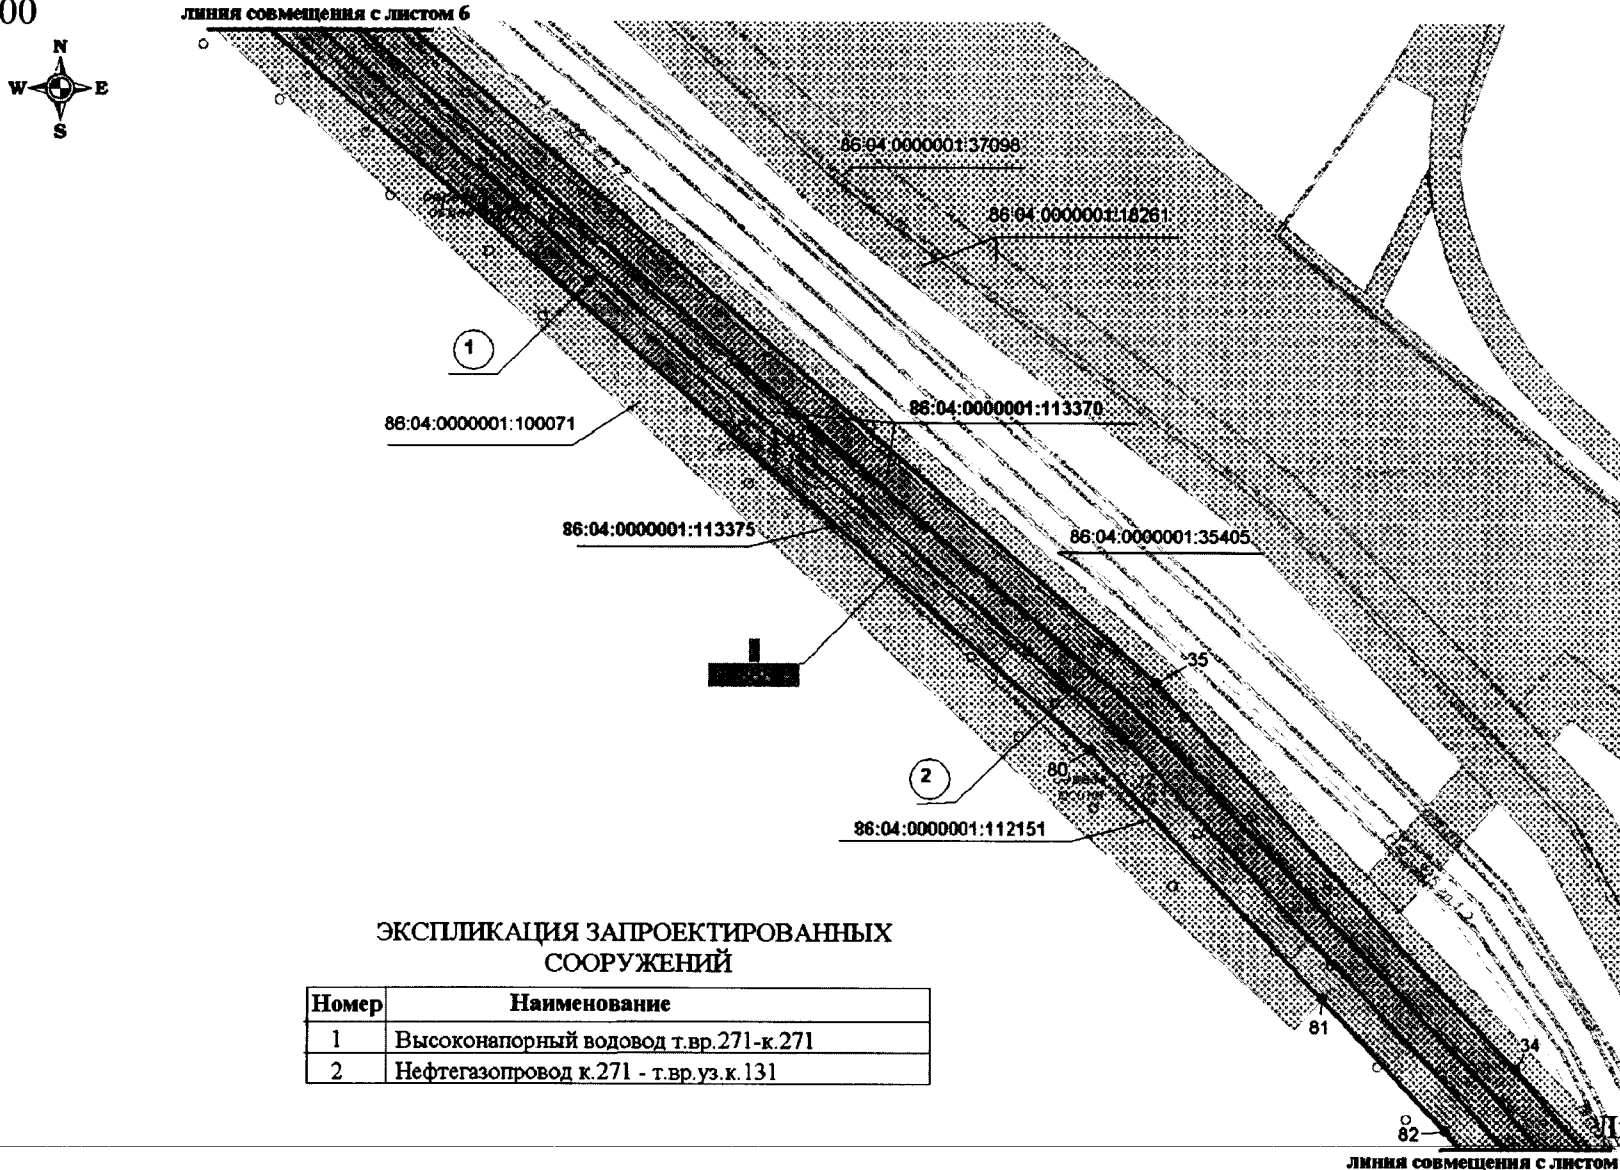 00
линия совмещения с листом 6
N
W E
S
86:04:0000001:37098
86:04:0000001:18261
1
86:04:0000001:113370
86:04:0000001:100071
86:04:0000001:113375
86:04:0000001:35405
35
2
80
86:04:0000001:112151
ЭКСПЛИКАЦИЯ ЗАПРОЕКТИРОВАННЫХ
СООРУЖЕНИЙ
Номер Наименование
1 Высоконапорный водовод т.вр.271-к.271
2 Нефтегазопровод к.271 - т.вр.уз.к.131
81
34
82
линия совмещения с листом